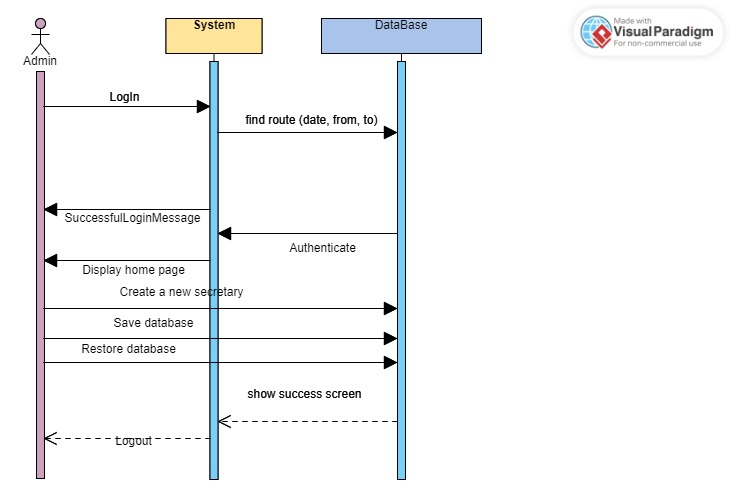 Admin
System
DataBase
Made with
Visual Paradigm
For non-commercial use
LogIn
find route (date, from, to)
SuccessfulLoginMessage
Authenticate
Display home page
Create a new secretary
Save database
Restore database
show success screen
Logout